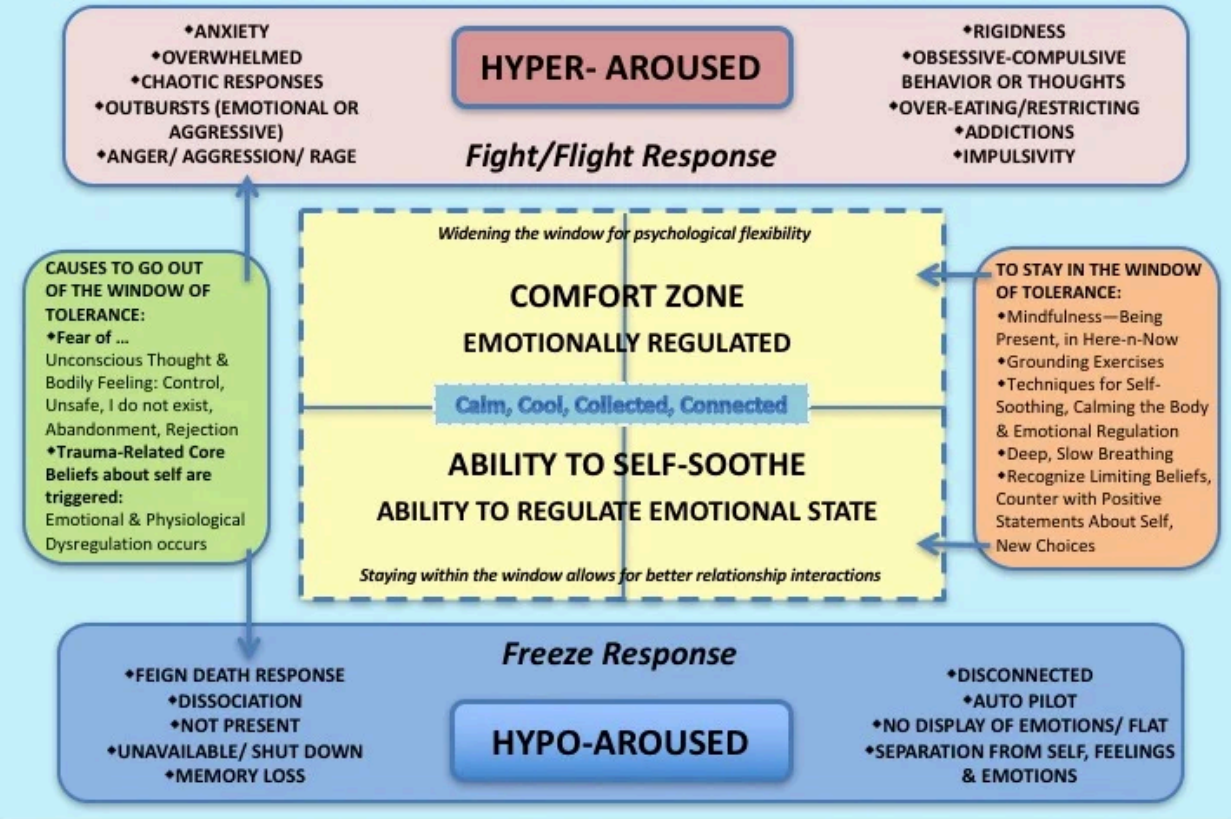 ◆ANXIETY
◆OVERWHELMED
◆CHAOTIC RESPONSES
◆OUTBURSTS (EMOTIONAL OR
AGGRESSIVE)
◆ANGER/ AGGRESSION/ RAGE
HYPER- AROUSED
Fight/Flight Response
◆RIGIDNESS
◆OBSESSIVE-COMPULSIVE
BEHAVIOR OR THOUGHTS
◆OVER-EATING/RESTRICTING
◆ADDICTIONS
◆IMPULSIVITY
CAUSES TO GO OUT
OF THE WINDOW OF
TOLERANCE:
◆Fear of …
Unconscious Thought &
Bodily Feeling: Control,
Unsafe, I do not exist,
Abandonment, Rejection
◆Trauma-Related Core
Beliefs about self are
triggered:
Emotional & Physiological
Dysregulation occurs
Widening the window for psychological flexibility
COMFORT ZONE
EMOTIONALLY REGULATED
Calm, Cool, Collected, Connected
ABILITY TO SELF-SOOTHE
ABILITY TO REGULATE EMOTIONAL STATE
Staying within the window allows for better relationship interactions
TO STAY IN THE WINDOW
OF TOLERANCE:
◆Mindfulness—Being
Present, in Here-n-Now
◆Grounding Exercises
◆Techniques for Self-
Soothing, Calming the Body
& Emotional Regulation
◆Deep, Slow Breathing
◆Recognize Limiting Beliefs,
Counter with Positive
Statements About Self,
New Choices
Freeze Response
HYPO-AROUSED
◆FEIGN DEATH RESPONSE
◆DISSOCIATION
◆NOT PRESENT
◆UNAVAILABLE/ SHUT DOWN
◆MEMORY LOSS
◆DISCONNECTED
◆AUTO PILOT
◆NO DISPLAY OF EMOTIONS/ FLAT
◆SEPARATION FROM SELF, FEELINGS
& EMOTIONS